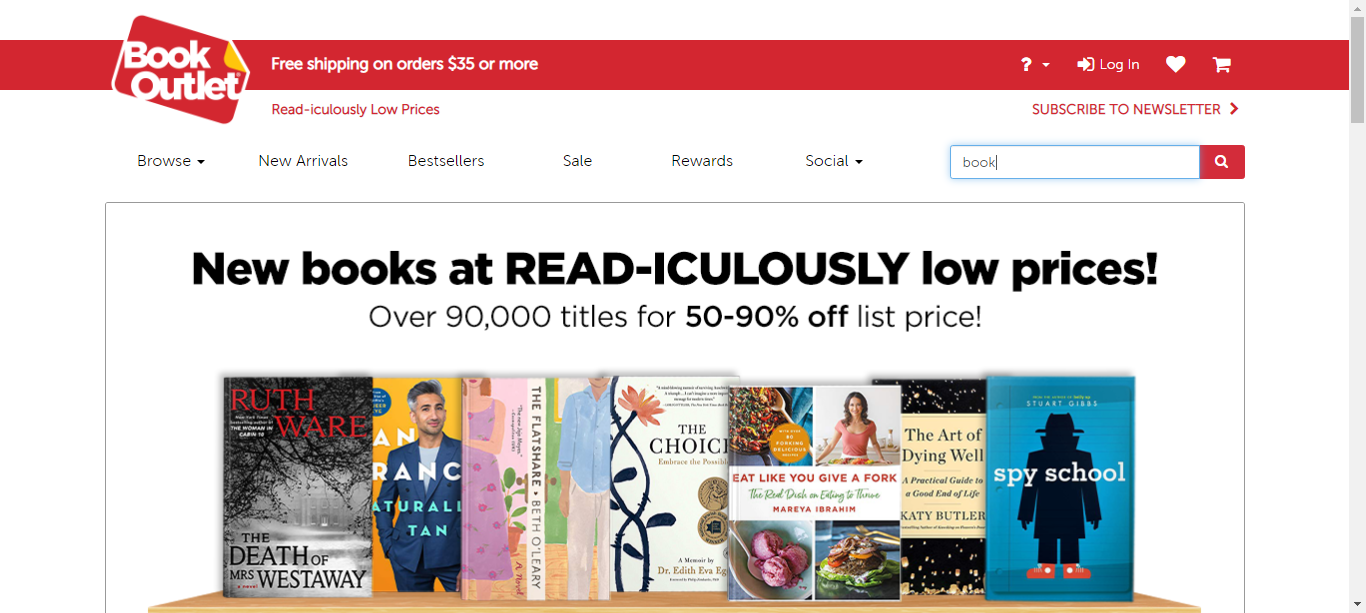 Book
Outlet
Free shipping on orders $35 or more
?
Log In
Read-iculously Low Prices
SUBSCRIBE TO NEWSLETTER
Browse
New Arrivals
Bestsellers
Sale
Rewards
Social
book
New books at READ-ICULOUSLY low prices!
Over 90,000 titles for 50-90% off list price!
RUTH
WARE
THE WOMAN IN
CABIN 10
THE
DEATH OF
MRS WESTAWAY
AN
RANC
ATURALL
TAN
THE FLATSHARE • BETH O'LEARY
A Novel
THE
CHOIC
Embrace the Possibl
A Memoir by
Dr. Edith Eva Eg
EAT LIKE YOU GIVE A FORK
The Real Dish on Eating to Thrive
MAREYA IBRAHIM
The Art of
Dying Well
A Practical Guide to
a Good End of Life
KATY BUTLER
STUART GIBBS
spy school